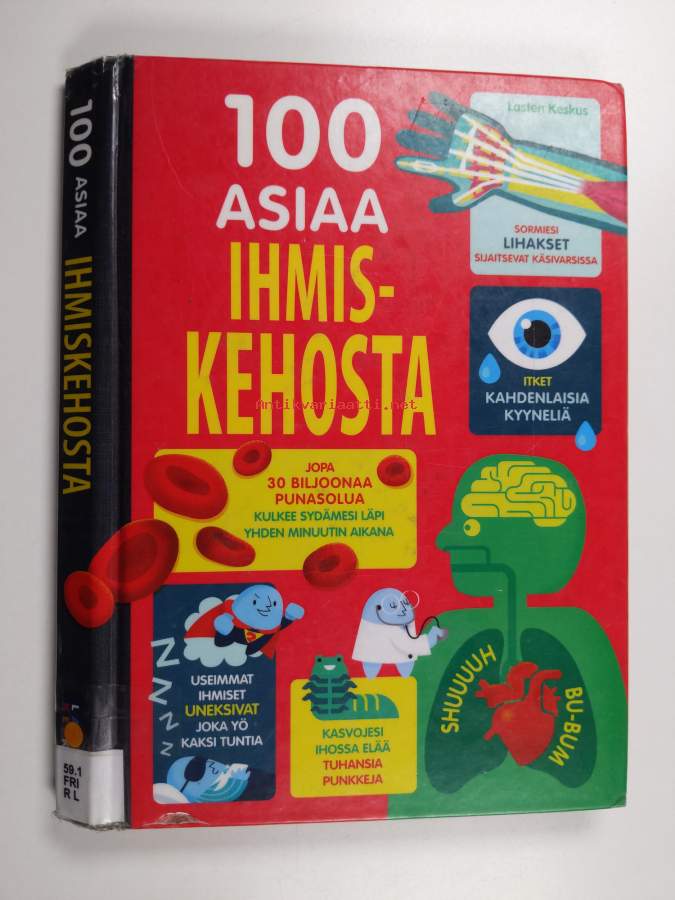 100
ASIAA
IHMISKEHOSTA
59.1
FRI
R L
Lasten Keskus
100
ASIAA
IHMIS-
KEHOSTA
Antikvariaatti.net
SORMIESI
LIHAKSET
SIJAITSEVAT KÄSIVARSISSA
ITKET
KAHDENLAISIA
KYYNELIÄ
JOPA
30 BILJOONAA
PUNASOLUA
KULKEE SYDÄMESI LÄPI
YHDEN MINUUTIN AIKANA
ZZZZZ
USEIMMAT
IHMISET
UNEKSIVAT
JOKA YÖ
KAKSI TUNTIA
KASVOJESI
IHOSSA ELÄÄ
TUHANSIA
PUNKKEJA
SHUUUUH
BU-BUM